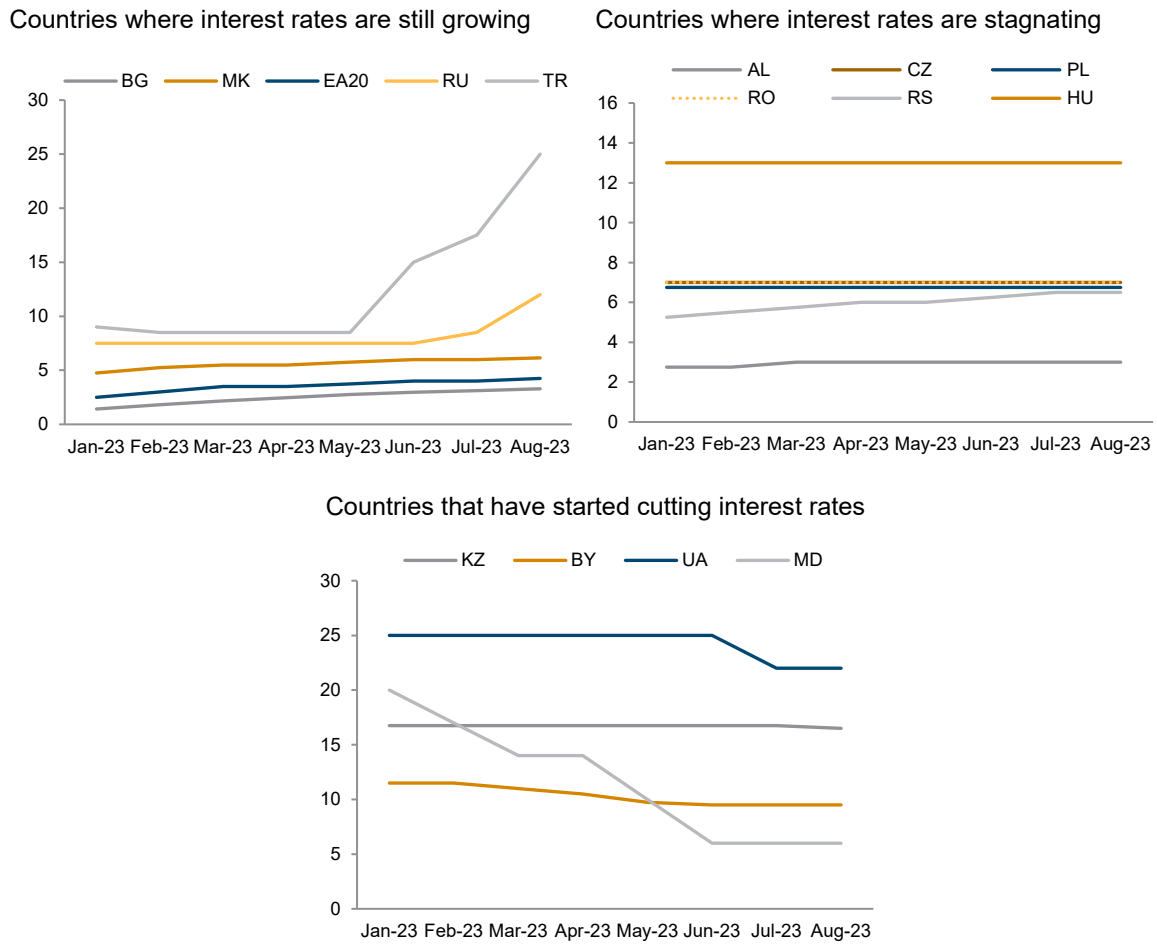 Countries where interest rates are still growing
BG MK EA20 RU TR
30
25
20
15
10
5
0
Jan-23 Feb-23 Mar-23 Apr-23 May-23 Jun-23 Jul-23 Aug-23
Countries where interest rates are stagnating
AL CZ PL
RO RS HU
16
14
12
10
8
6
4
2
0
Jan-23 Feb-23 Mar-23 Apr-23 May-23 Jun-23 Jul-23 Aug-23
Countries that have started cutting interest rates
KZ BY UA MD
30
25
20
15
10
5
0
Jan-23 Feb-23 Mar-23 Apr-23 May-23 Jun-23 Jul-23 Aug-23